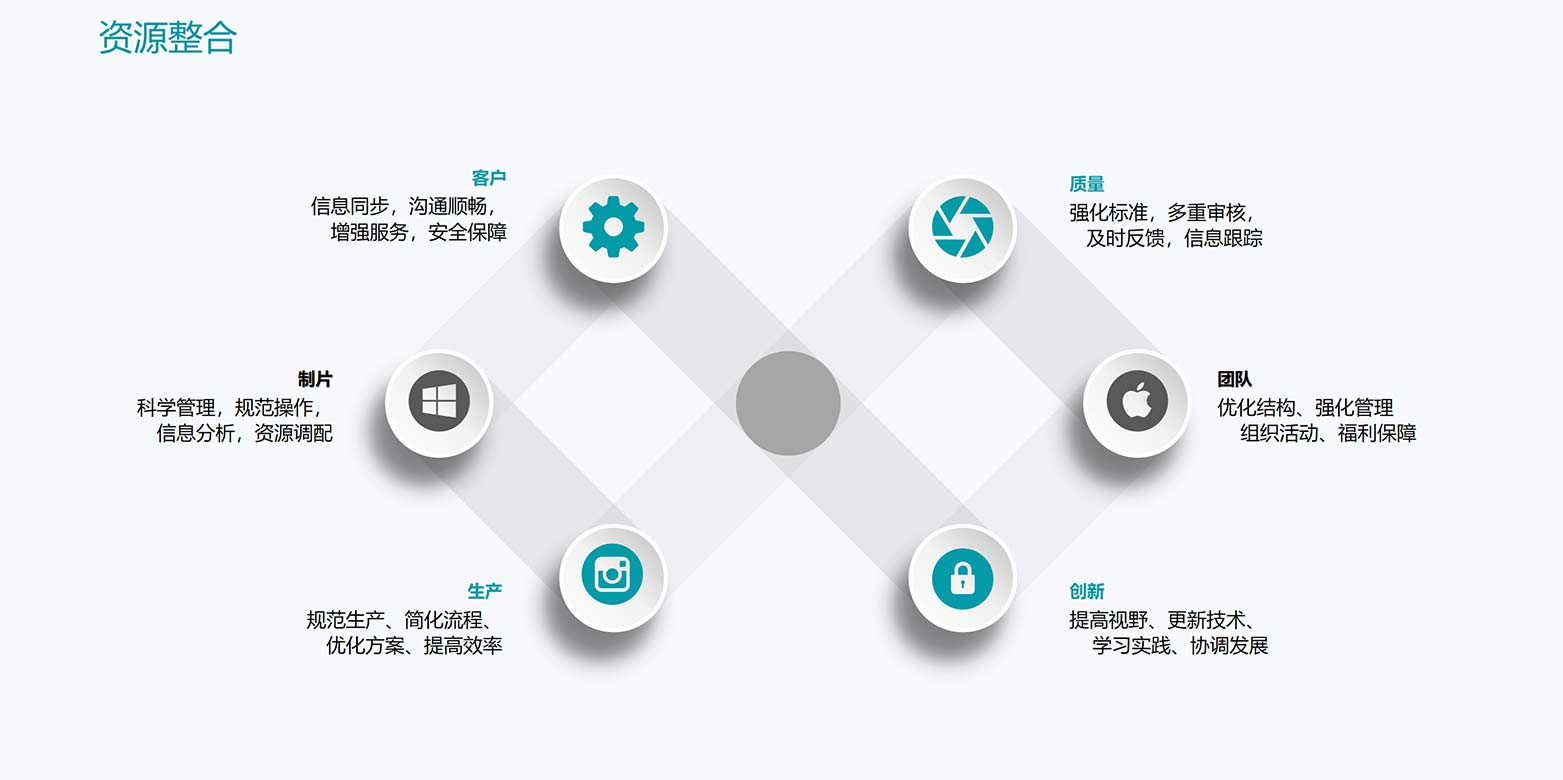 资源整合
客户
信息同步，沟通顺畅，
增强服务，安全保障
质量
强化标准，多重审核，
及时反馈，信息跟踪
制片
科学管理，规范操作，
信息分析，资源调配
团队
优化结构、强化管理
组织活动、福利保障
生产
规范生产、简化流程、
优化方案、提高效率
创新
提高视野、更新技术、
学习实践、协调发展